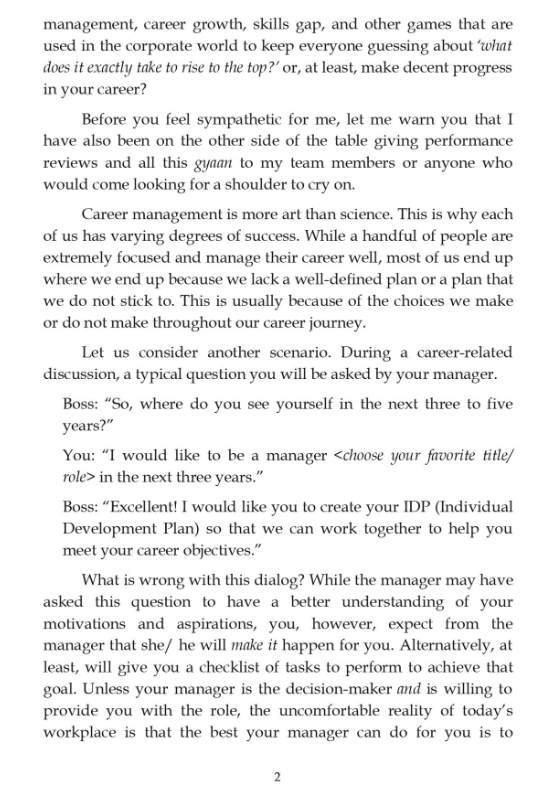 management, career growth, skills gap, and other games that are
used in the corporate world to keep everyone guessing about ‘what
does it exactly take to rise to the top?’ or, at least, make decent progress
in your career?
Before you feel sympathetic for me, let me warn you that I
have also been on the other side of the table giving performance
reviews and all this gyaan to my team members or anyone who
would come looking for a shoulder to cry on.
Career management is more art than science. This is why each
of us has varying degrees of success. While a handful of people are
extremely focused and manage their career well, most of us end up
where we end up because we lack a well-defined plan or a plan that
we do not stick to. This is usually because of the choices we make
or do not make throughout our career journey.
Let us consider another scenario. During a career-related
discussion, a typical question you will be asked by your manager.
Boss: “So, where do you see yourself in the next three to five
years?”
You: “I would like to be a manager <choose your favorite title/
role> in the next three years.”
Boss: “Excellent! I would like you to create your IDP (Individual
Development Plan) so that we can work together to help you
meet your career objectives.”
What is wrong with this dialog? While the manager may have
asked this question to have a better understanding of your
motivations and aspirations, you, however, expect from the
manager that she/ he will make it happen for you. Alternatively, at
least, will give you a checklist of tasks to perform to achieve that
goal. Unless your manager is the decision-maker and is willing to
provide you with the role, the uncomfortable reality of today’s
workplace is that the best your manager can do for you is to
2